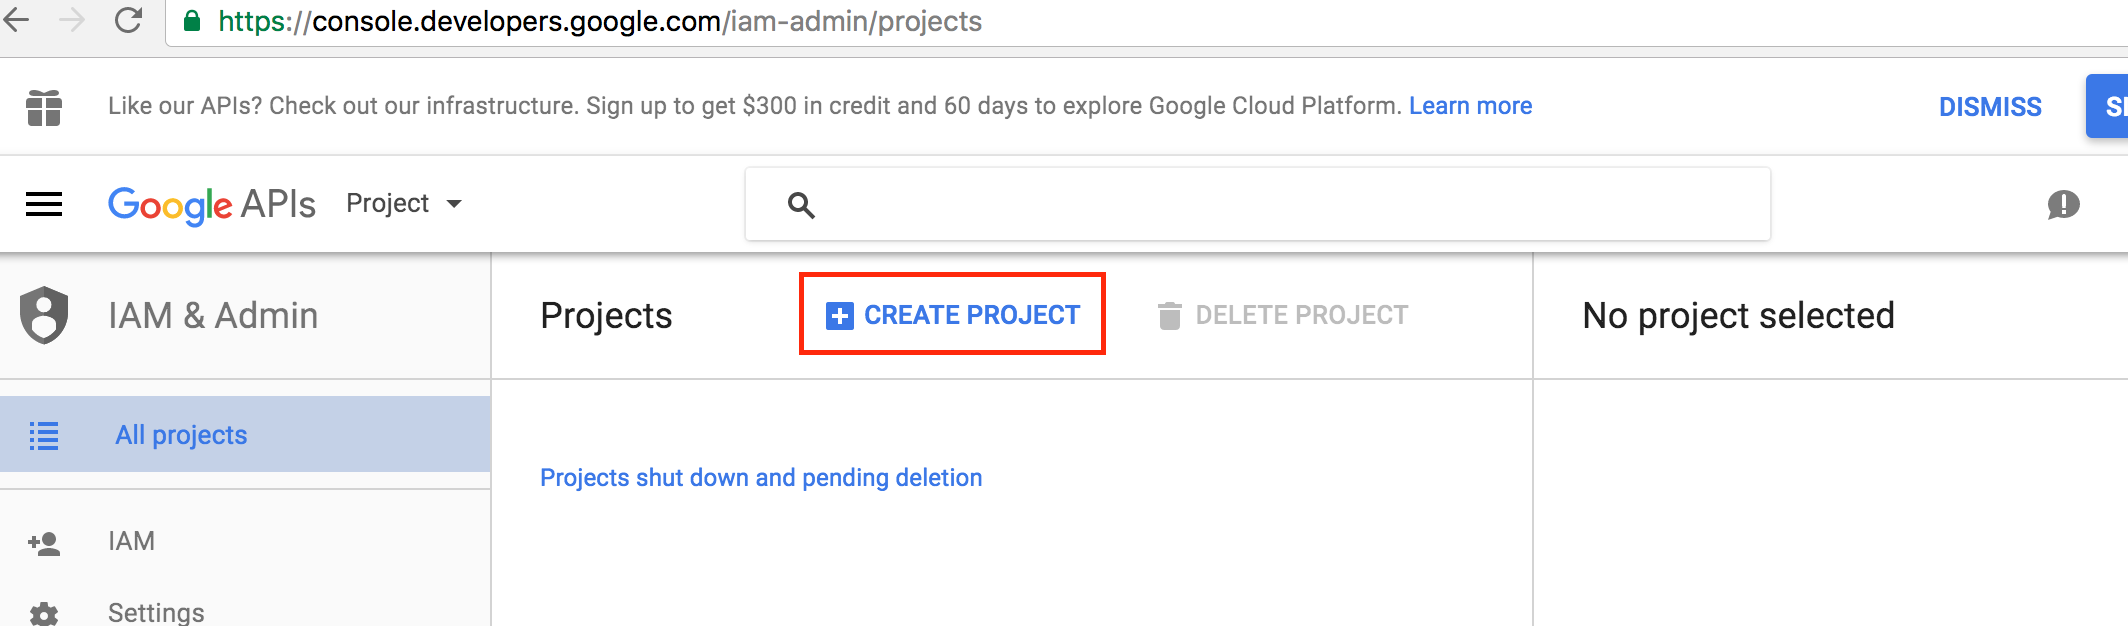 https://console.developers.google.com/iam-admin/projects
Like our APIs? Check out our infrastructure. Sign up to get $300 in credit and 60 days to explore Google Cloud Platform. Learn more
DISMISS
Google APIs
Project
IAM & Admin
Projects
CREATE PROJECT
DELETE PROJECT
No project selected
All projects
Projects shut down and pending deletion
IAM
Settings